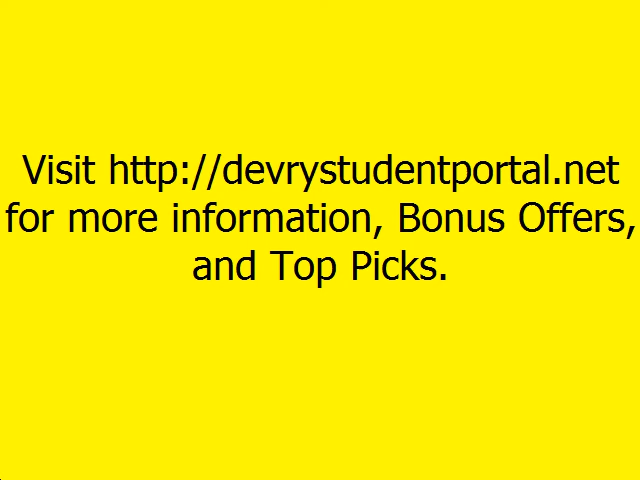 Visit http://devrystudentportal.net
for more information, Bonus Offers,
and Top Picks.